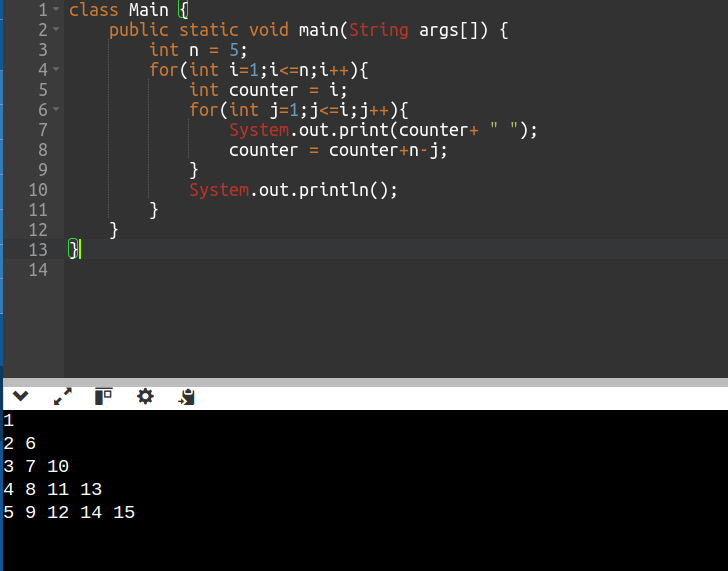 1 class Main {
2 public static void main(String args[]) {
3 int n = 5;
4 for(int i=1;i<=n;i++){
5 int counter = i;
6 for(int j=1;j<=i;j++){
7 System.out.print(counter+ " ");
8 counter = counter+n-j;
9 }
10 System.out.println();
11 }
12 }
13 }
14
1
2 6
3 7 10
4 8 11 13
5 9 12 14 15